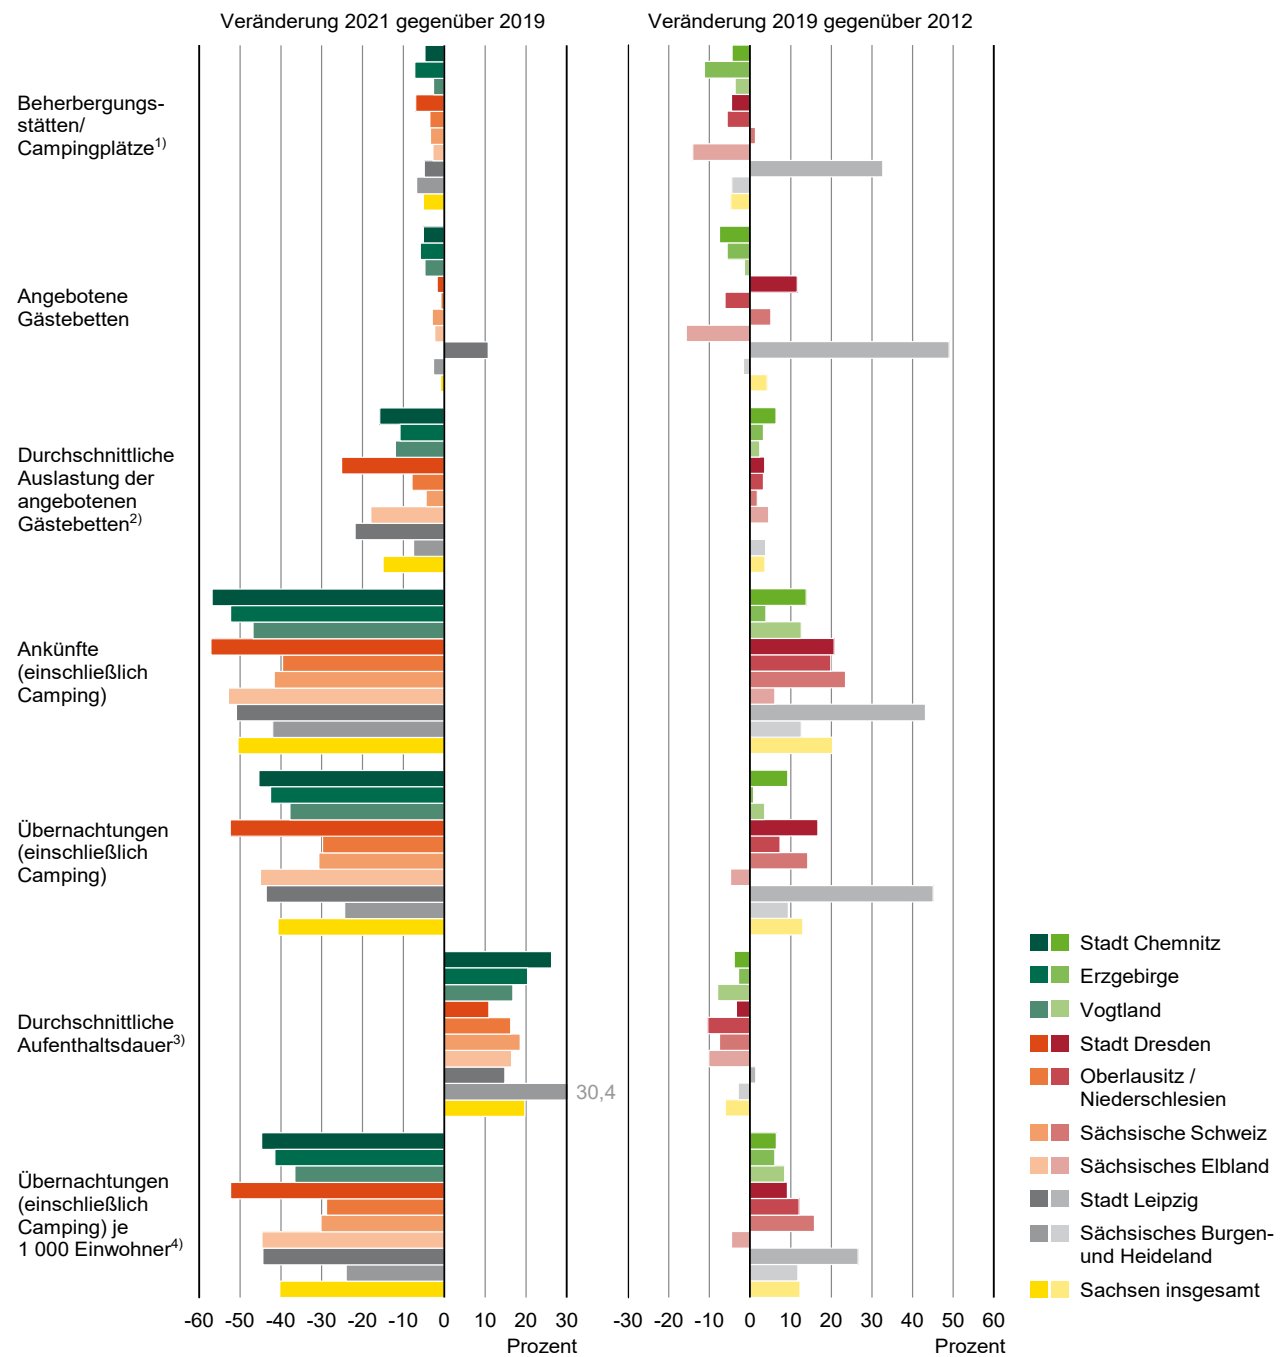 Veränderung 2021 gegenüber 2019
Veränderung 2019 gegenüber 2012
Beherbergungs-
stätten/
Campingplätze1)
Angebotene
Gästebetten
Durchschnittliche
Auslastung der
angebotenen
Gästebetten2)
Ankünfte
(einschließlich
Camping)
Übernachtungen
(einschließlich
Camping)
Durchschnittliche
Aufenthaltsdauer3)
30,4
Übernachtungen
(einschließlich
Camping) je
1 000 Einwohner4)
-60 -50 -40 -30 -20 -10 0 10 20 30
Prozent
-30 -20 -10 0 10 20 30 40 50 60
Prozent
Stadt Chemnitz
Erzgebirge
Vogtland
Stadt Dresden
Oberlausitz /
Niederschlesien
Sächsische Schweiz
Sächsisches Elbland
Stadt Leipzig
Sächsisches Burgen-
und Heideland
Sachsen insgesamt